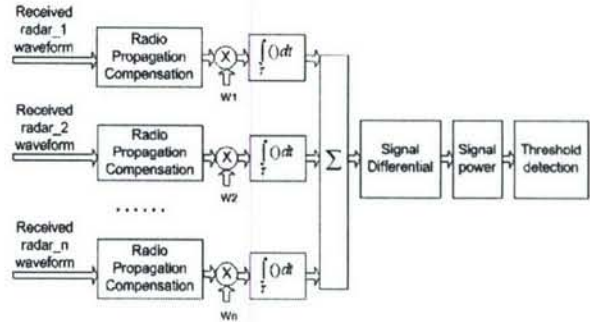 Received
radar_1
waveform
Radio
Propagation
Compensation
X
W1
∫()dt
T
Received
radar_2
waveform
Radio
Propagation
Compensation
X
W2
∫()dt
T
Σ
Signal
Differential
Signal
power
Threshold
detection
......
Received
radar_n
waveform
Radio
Propagation
Compensation
X
Wn
∫()dt
T